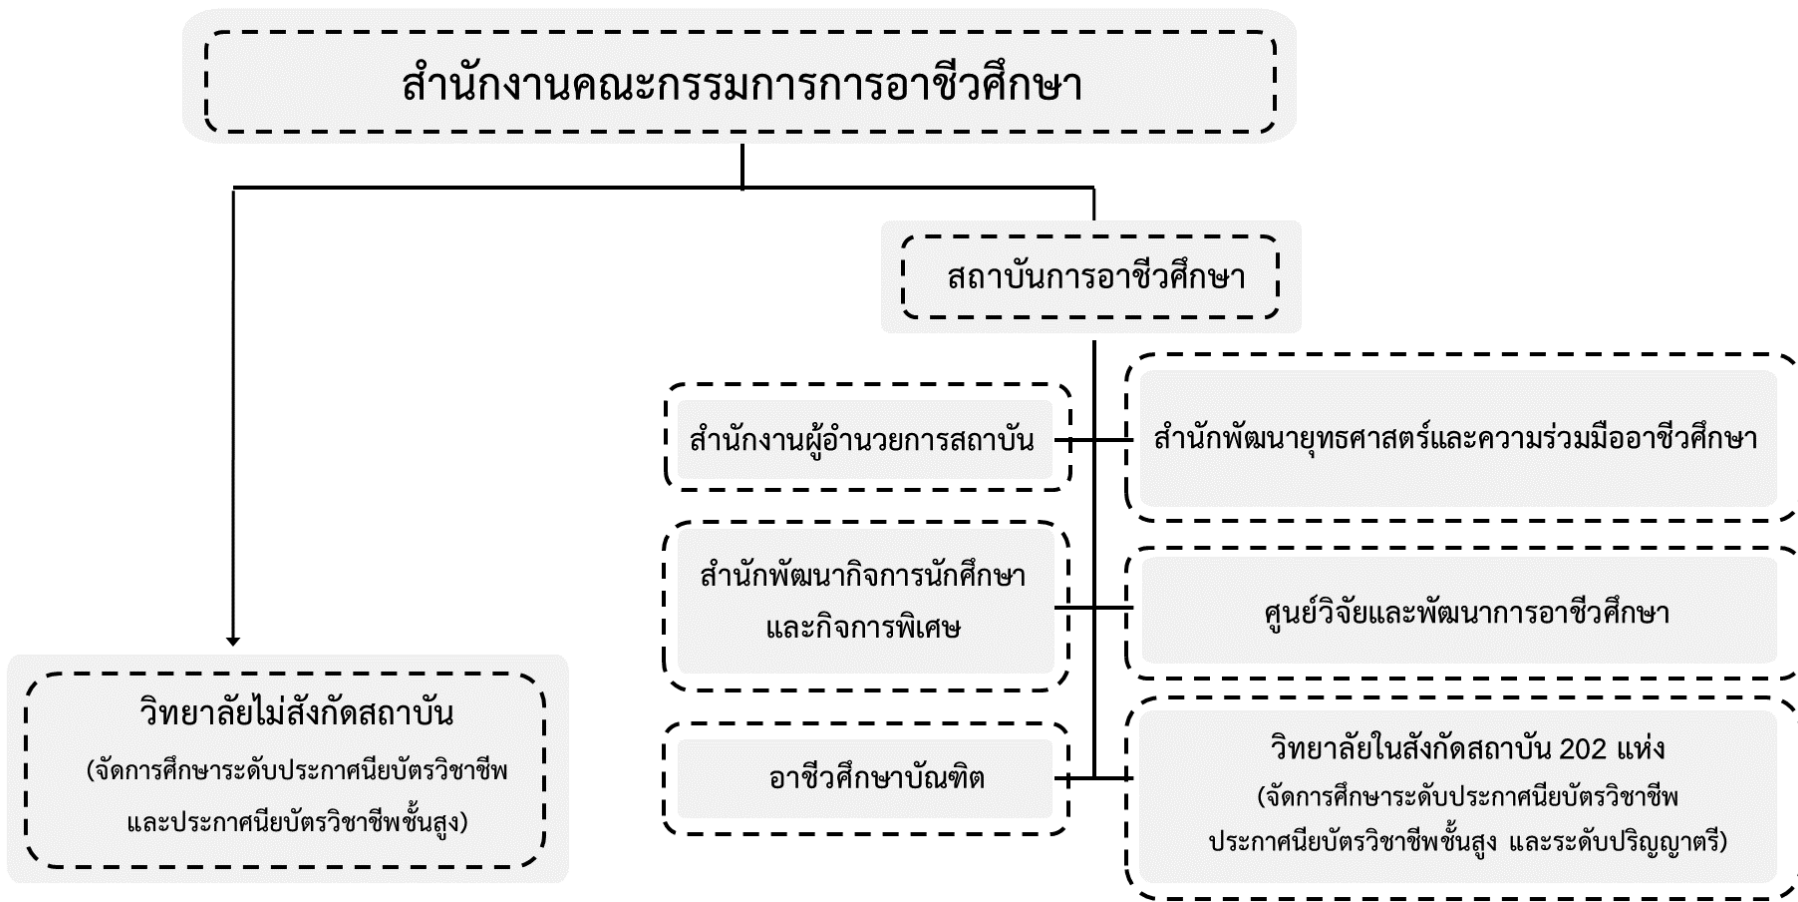 สำนักงานคณะกรรมการการอาชีวศึกษา
สถาบันการอาชีวศึกษา
สำนักงานผู้อำนวยการสถาบัน
สำนักพัฒนายุทธศาสตร์และความร่วมมืออาชีวศึกษา
สำนักพัฒนากิจการนักศึกษา
และกิจการพิเศษ
ศูนย์วิจัยและพัฒนาการอาชีวศึกษา
วิทยาลัยไม่สังกัดสถาบัน
(จัดการศึกษาระดับประกาศนียบัตรวิชาชีพ
และประกาศนียบัตรวิชาชีพชั้นสูง)
อาชีวศึกษาบัณฑิต
วิทยาลัยในสังกัดสถาบัน 202 แห่ง
(จัดการศึกษาระดับประกาศนียบัตรวิชาชีพ
ประกาศนียบัตรวิชาชีพชั้นสูง และระดับปริญญาตรี)